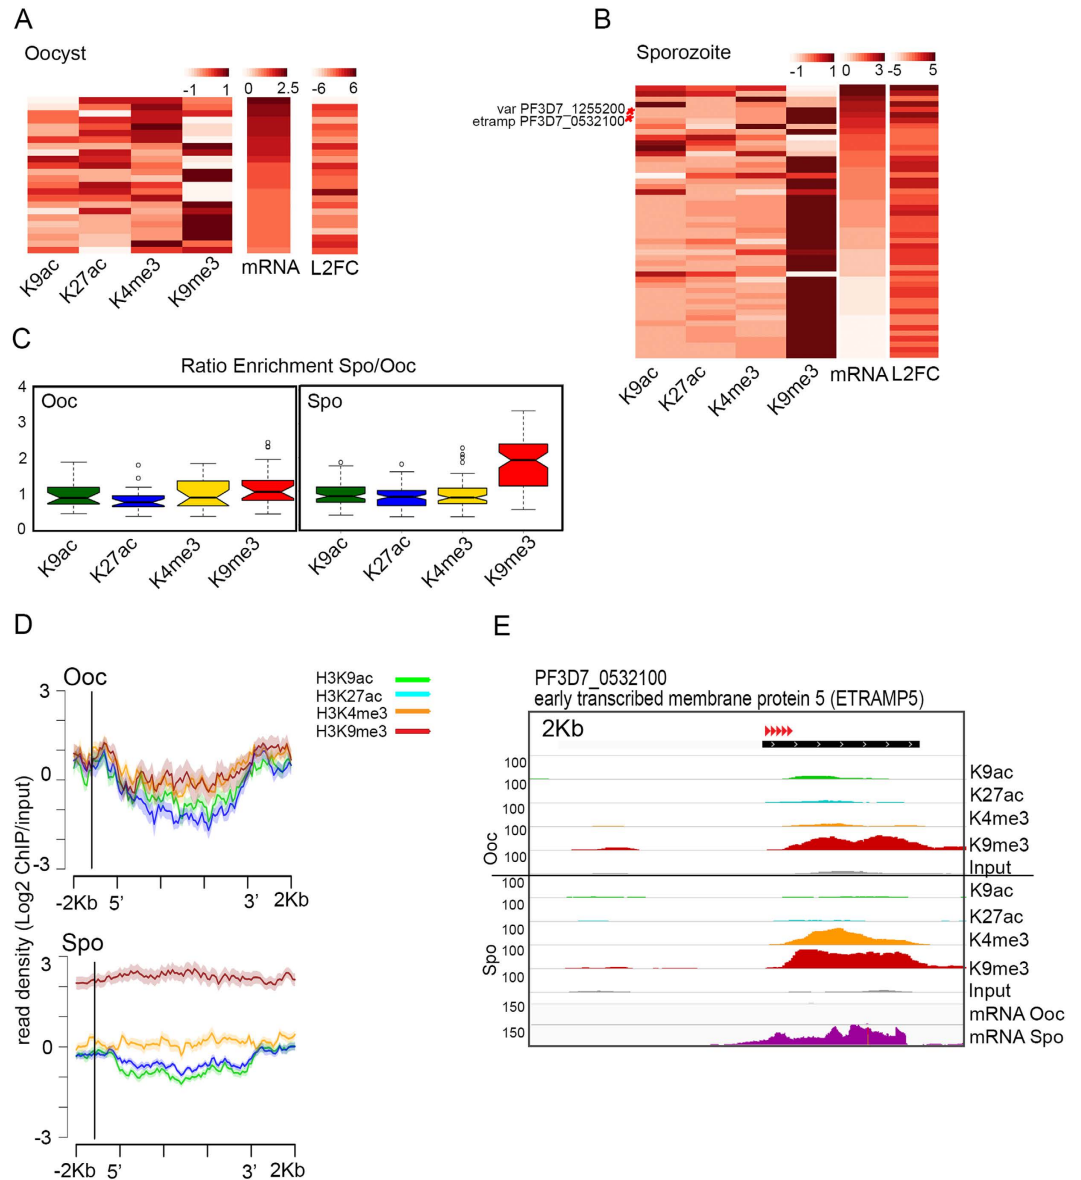 A
Oocyst
-1 1
0 2.5
-6 6
K9ac
K27ac
K4me3
K9me3
mRNA
L2FC
B
Sporozoite
-1 1
0 3
-5 5
var PF3D7_1255200
etramp PF3D7_0532100
K9ac
K27ac
K4me3
K9me3
mRNA
L2FC
C
Ratio Enrichment Spo/Ooc
4
3
2
1
0
Ooc
Spo
K9ac
K27ac
K4me3
K9me3
K9ac
K27ac
K4me3
K9me3
D
read density (Log2 ChIP/input)
Ooc
3
0
-3
-2Kb 5' 3' 2Kb
H3K9ac
H3K27ac
H3K4me3
H3K9me3
Spo
3
0
-3
-2Kb 5' 3' 2Kb
E
PF3D7_0532100
early transcribed membrane protein 5 (ETRAMP5)
2Kb
Ooc
100 K9ac
100 K27ac
100 K4me3
100 K9me3
100 Input
Spo
100 K9ac
100 K27ac
100 K4me3
100 K9me3
100 Input
150 mRNA Ooc
150 mRNA Spo